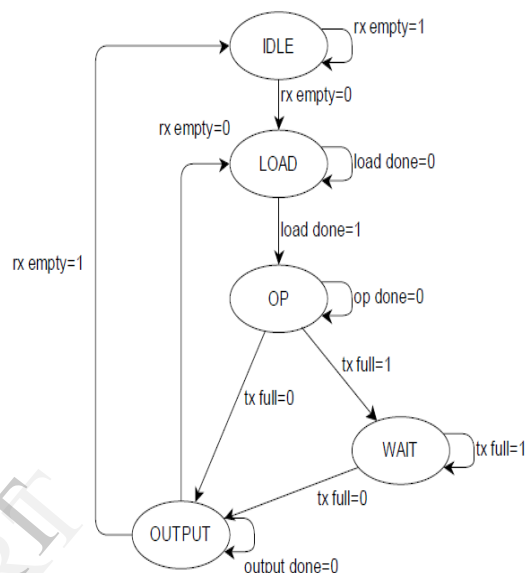 IDLE
rx empty=1
rx empty=0
rx empty=0
LOAD
load done=0
load done=1
rx empty=1
OP
op done=0
tx full=1
tx full=0
WAIT
tx full=1
tx full=0
OUTPUT
output done=0